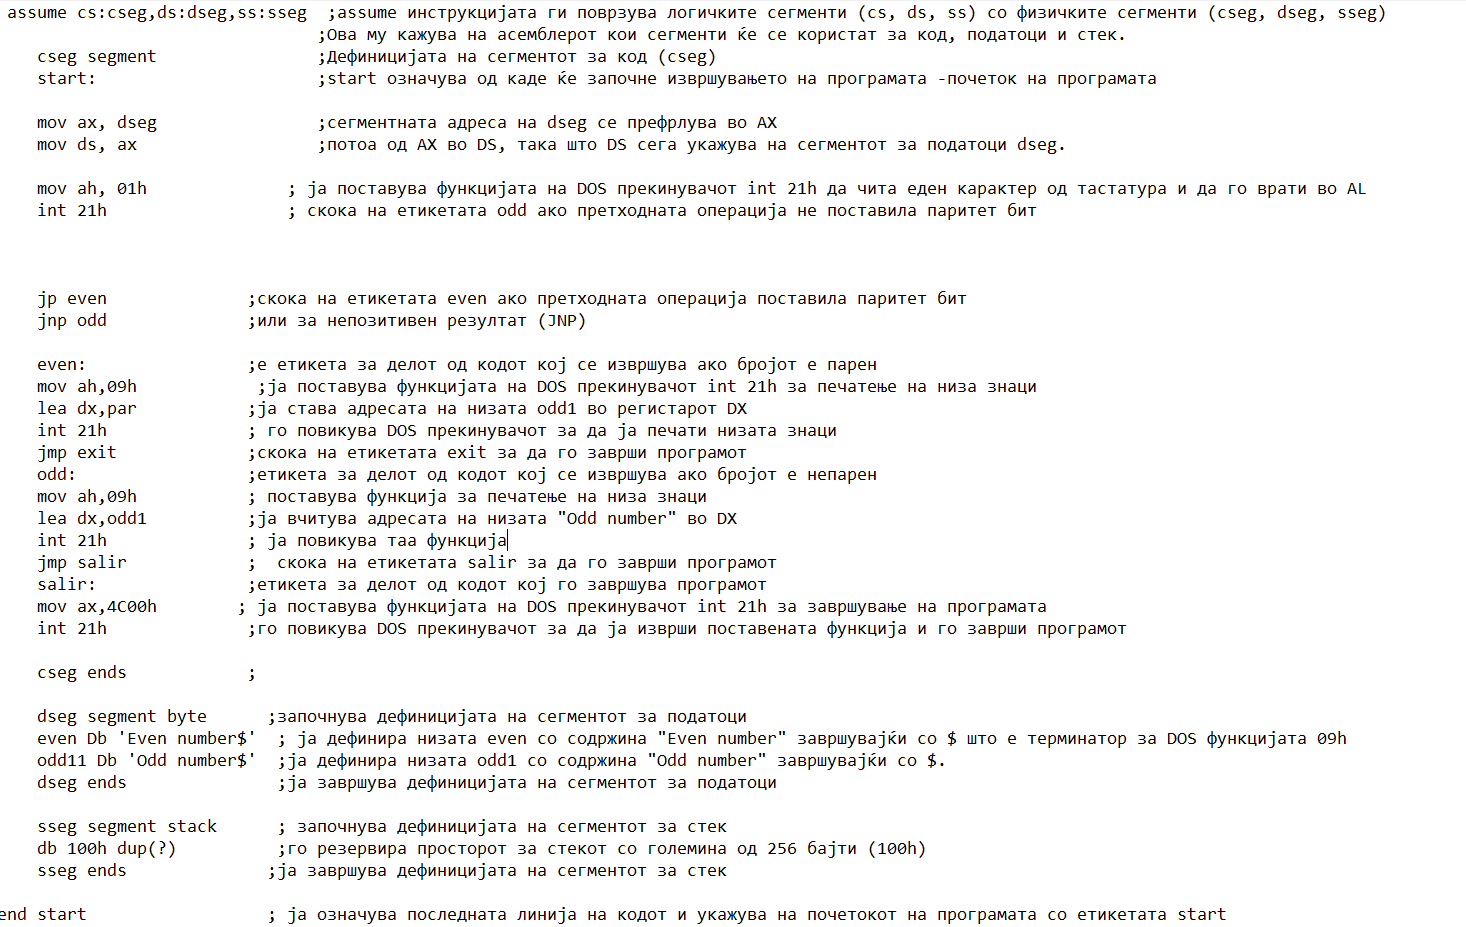 assume cs:cseg,ds:dseg,ss:sseg ;assume инструкцијата ги поврзува логичките сегменти (cs, ds, ss) со физичките сегменти (cseg, dseg, sseg)
;Ова му кажува на асемблерот кои сегменти ќе се користат за код, податоци и стек.
cseg segment ;Дефиницијата на сегментот за код (cseg)
start: ;start означува од каде ќе започне извршувањето на програмата -почеток на програмата
mov ax, dseg ;сегментната адреса на dseg се префрлува во AX
mov ds, ax ;потоа од AX во DS, така што DS сега укажува на сегментот за податоци dseg.
mov ah, 01h ; ја поставува функцијата на DOS прекинувачот int 21h да чита еден карактер од тастатура и да го врати во AL
int 21h ; скока на етикетата odd ако претходната операција не поставила паритет бит
jp even ;скока на етикетата even ако претходната операција поставила паритет бит
jnp odd ;или за непозитивен резултат (JNP)
even: ;е етикета за делот од кодот кој се извршува ако бројот е парен
mov ah,09h ;ја поставува функцијата на DOS прекинувачот int 21h за печатење на низа знаци
lea dx,par ;ја става адресата на низата odd1 во регистарот DX
int 21h ; го повикува DOS прекинувачот за да ја печати низата знаци
jmp exit ;скока на етикетата exit за да го заврши програмот
odd: ;етикета за делот од кодот кој се извршува ако бројот е непарен
mov ah,09h ; поставува функција за печатење на низа знаци
lea dx,odd1 ;ја вчитува адресата на низата "Odd number" во DX
int 21h ; ја повикува таа функција
jmp salir ; скока на етикетата salir за да го заврши програмот
salir: ;етикета за делот од кодот кој го завршува програмот
mov ax,4C00h ; ја поставува функцијата на DOS прекинувачот int 21h за завршување на програмата
int 21h ;го повикува DOS прекинувачот за да ја изврши поставената функција и го заврши програмот
cseg ends ;
dseg segment byte ;започнува дефиницијата на сегментот за податоци
even Db 'Even number$' ; ја дефинира низата even со содржина "Even number" завршувајќи со $ што е терминатор за DOS функцијата 09h
odd11 Db 'Odd number$' ;ја дефинира низата odd1 со содржина "Odd number" завршувајќи со $.
dseg ends ;ја завршува дефиницијата на сегментот за податоци
sseg segment stack ; започнува дефиницијата на сегментот за стек
db 100h dup(?) ;го резервира просторот за стекот со големина од 256 бајти (100h)
sseg ends ;ја завршува дефиницијата на сегментот за стек
end start ; ја означува последната линија на кодот и укажува на почетокот на програмата со етикетата start